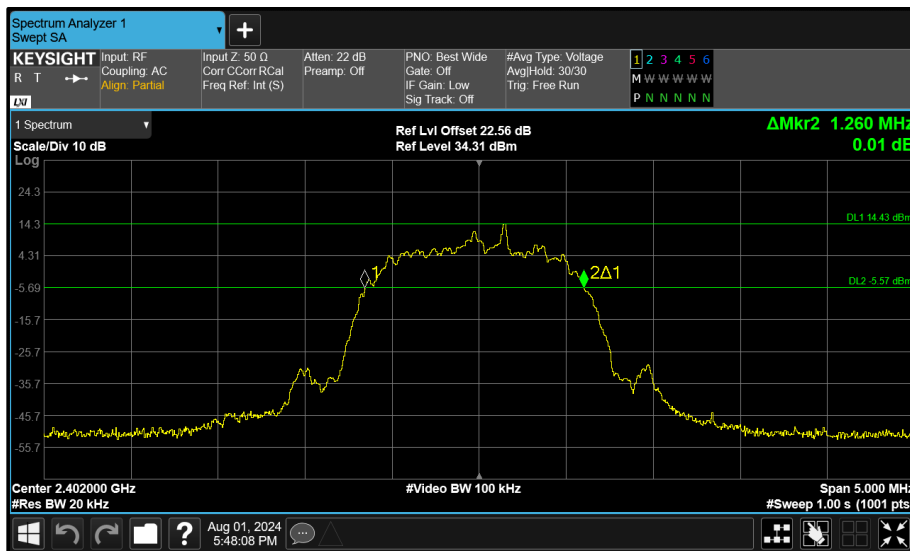 Spectrum Analyzer 1
Swept SA
+
KEYSIGHT
R T
LXI
Input: RF
Coupling: AC
Align: Partial
Input Z: 50 Ω
Corr CCorr RCal
Freq Ref: Int (S)
Atten: 22 dB
Preamp: Off
PNO: Best Wide
Gate: Off
IF Gain: Low
Sig Track: Off
#Avg Type: Voltage
Avg|Hold: 30/30
Trig: Free Run
1 2 3 4 5 6
M W W W W W
P N N N N N
1 Spectrum
Scale/Div 10 dB
Log
Ref Lvl Offset 22.56 dB
Ref Level 34.31 dBm
ΔMkr2 1.260 MHz
0.01 dB
24.3
14.3
DL1 14.43 dBm
4.31
1
2Δ1
-5.69
DL2 -5.57 dBm
-15.7
-25.7
-35.7
-45.7
-55.7
Center 2.402000 GHz
#Video BW 100 kHz
Span 5.000 MHz
#Res BW 20 kHz
#Sweep 1.00 s (1001 pts
?
Aug 01, 2024
5:48:08 PM